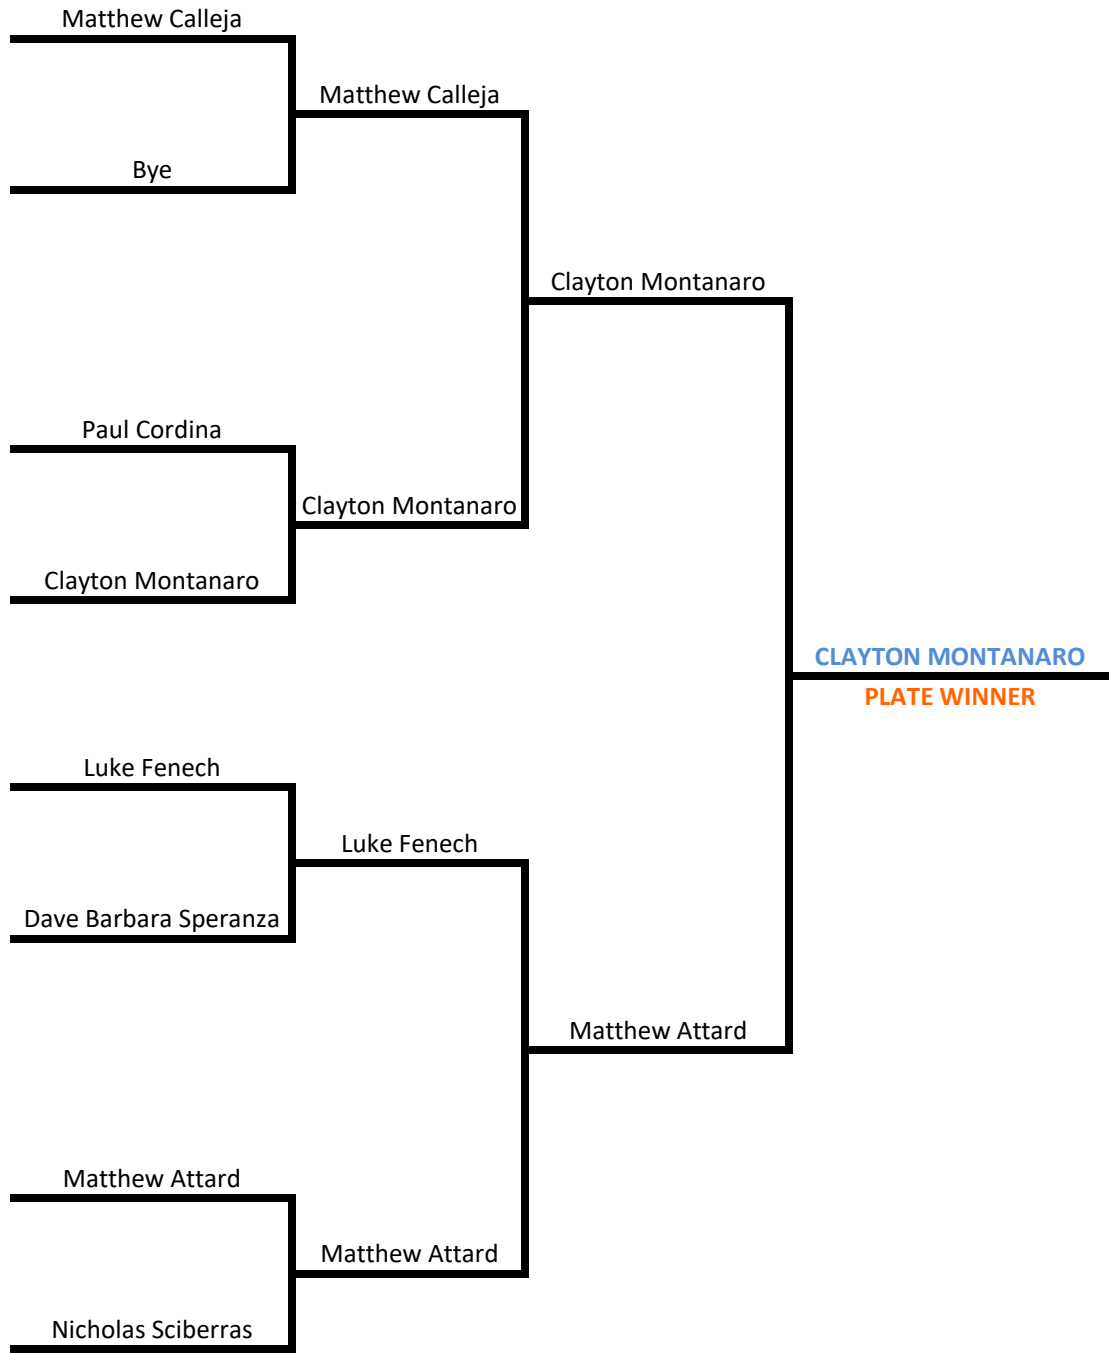 Matthew Calleja
Matthew Calleja
Bye
Clayton Montanaro
Paul Cordina
Clayton Montanaro
Clayton Montanaro
CLAYTON MONTANARO
PLATE WINNER
Luke Fenech
Luke Fenech
Dave Barbara Speranza
Matthew Attard
Matthew Attard
Matthew Attard
Nicholas Sciberras